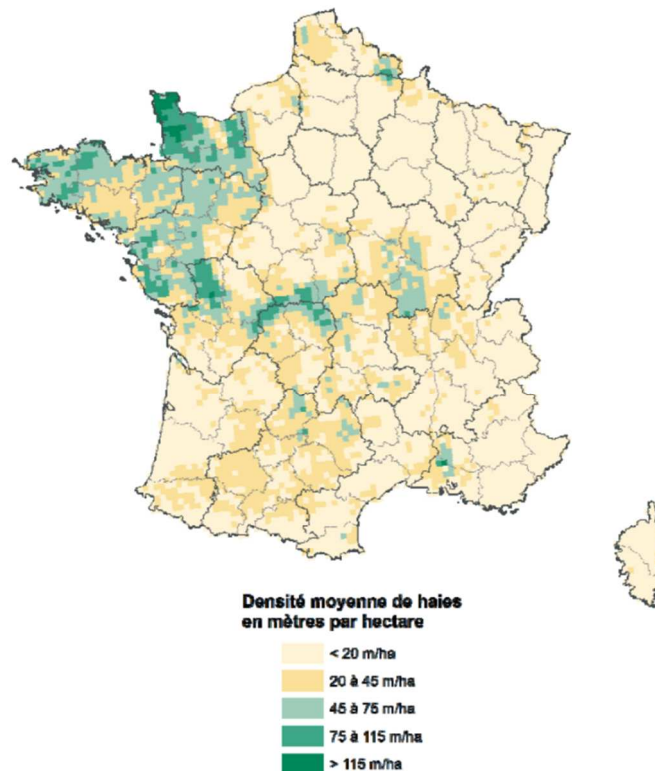 Densité moyenne de haies
en mètres par hectare
< 20 m/ha
20 à 45 m/ha
45 à 75 m/ha
75 à 115 m/ha
> 115 m/ha